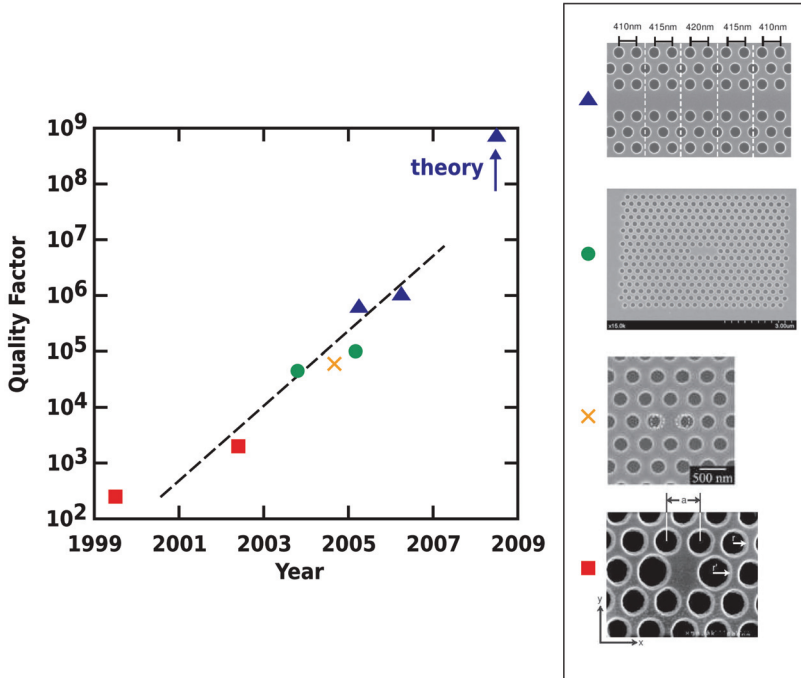 10⁹
10⁸
10⁷
10⁶
10⁵
10⁴
10³
10²
Quality Factor
theory
1999 2001 2003 2005 2007 2009
Year
410nm 415nm 420nm 415nm 410nm
x15.0k 3.00um
500 nm
a
r
r'
y
x